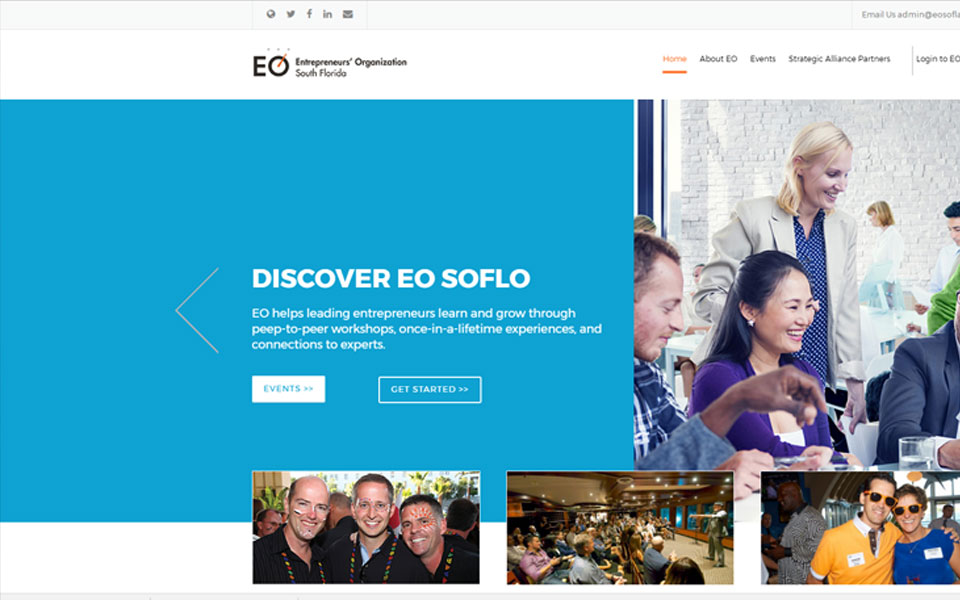 Email Us admin@eosofla
EO Entrepreneurs' Organization
South Florida
Home About EO Events Strategic Alliance Partners Login to EO
DISCOVER EO SOFLO
EO helps leading entrepreneurs learn and grow through
peep-to-peer workshops, once-in-a-lifetime experiences, and
connections to experts.
EVENTS >> GET STARTED >>